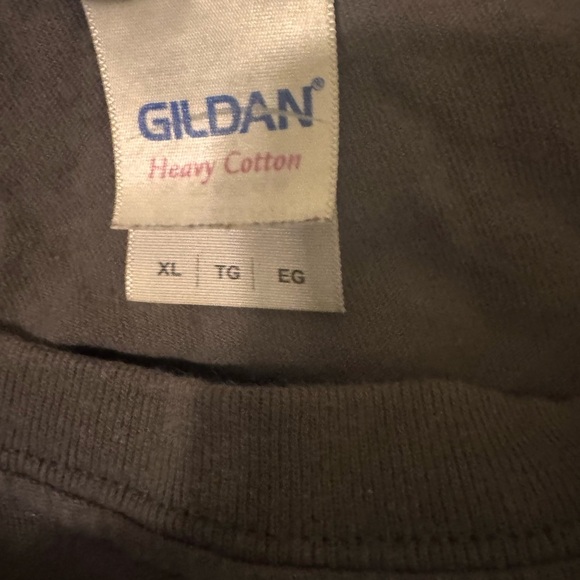 GILDAN®
Heavy Cotton
XL | TG | EG